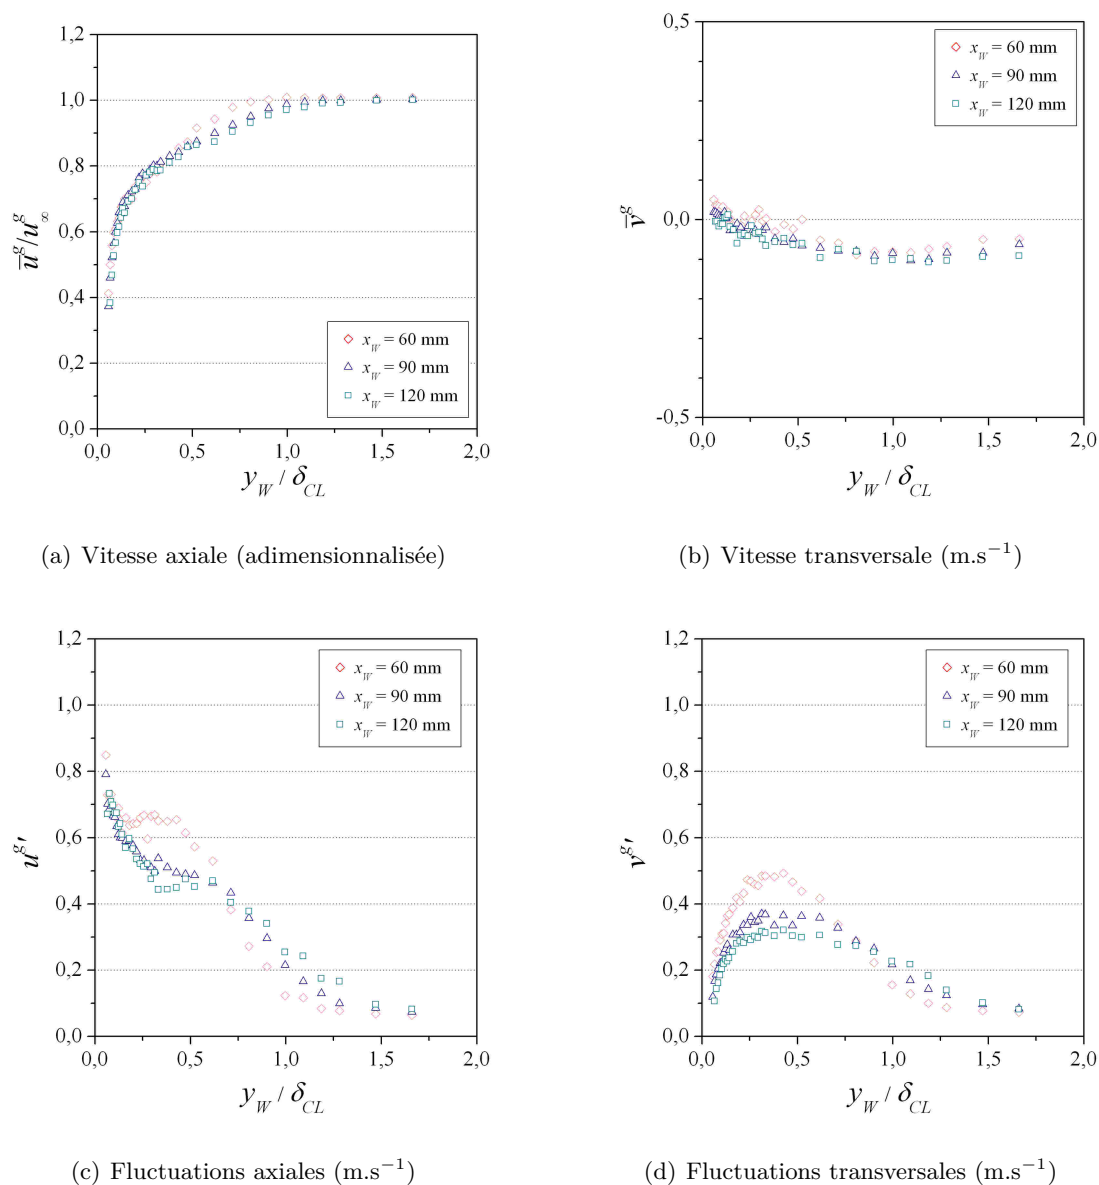 1,2
1,0
0,8
0,6
0,4
0,2
0,0
0,0 0,5 1,0 1,5 2,0
u̅ᵍ/uᵍ∞
y_W / δ_CL
x_W = 60 mm
x_W = 90 mm
x_W = 120 mm
(a) Vitesse axiale (adimensionnalisée)
0,5
0,0
-0,5
0,0 0,5 1,0 1,5 2,0
v̅ᵍ
y_W / δ_CL
x_W = 60 mm
x_W = 90 mm
x_W = 120 mm
(b) Vitesse transversale (m.s⁻¹)
1,2
1,0
0,8
0,6
0,4
0,2
0,0
0,0 0,5 1,0 1,5 2,0
uᵍ'
y_W / δ_CL
x_W = 60 mm
x_W = 90 mm
x_W = 120 mm
(c) Fluctuations axiales (m.s⁻¹)
1,2
1,0
0,8
0,6
0,4
0,2
0,0
0,0 0,5 1,0 1,5 2,0
vᵍ'
y_W / δ_CL
x_W = 60 mm
x_W = 90 mm
x_W = 120 mm
(d) Fluctuations transversales (m.s⁻¹)